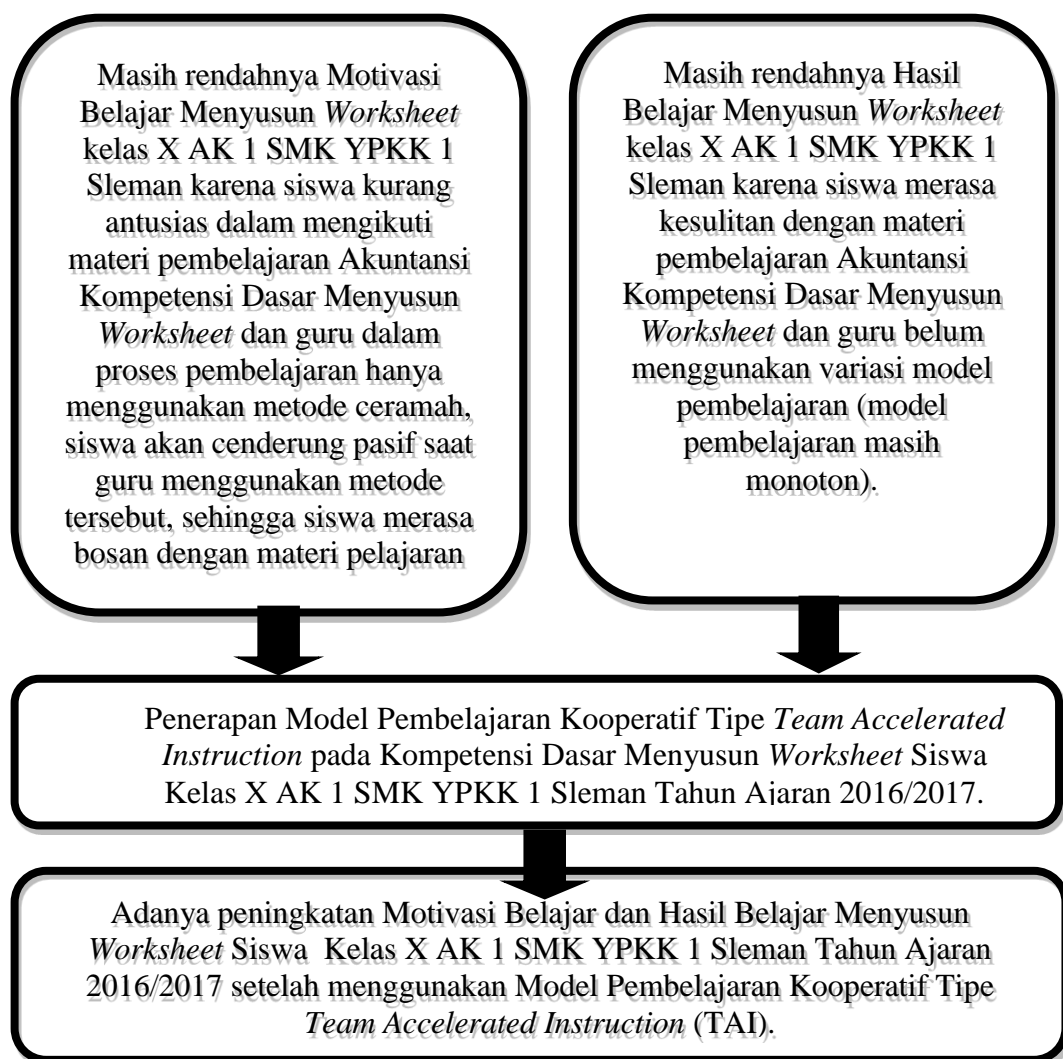 Masih rendahnya Motivasi
Belajar Menyusun Worksheet
kelas X AK 1 SMK YPKK 1
Sleman karena siswa kurang
antusias dalam mengikuti
materi pembelajaran Akuntansi
Kompetensi Dasar Menyusun
Worksheet dan guru dalam
proses pembelajaran hanya
menggunakan metode ceramah,
siswa akan cenderung pasif saat
guru menggunakan metode
tersebut, sehingga siswa merasa
bosan dengan materi pelajaran
Masih rendahnya Hasil
Belajar Menyusun Worksheet
kelas X AK 1 SMK YPKK 1
Sleman karena siswa merasa
kesulitan dengan materi
pembelajaran Akuntansi
Kompetensi Dasar Menyusun
Worksheet dan guru belum
menggunakan variasi model
pembelajaran (model
pembelajaran masih
monoton).
Penerapan Model Pembelajaran Kooperatif Tipe Team Accelerated
Instruction pada Kompetensi Dasar Menyusun Worksheet Siswa
Kelas X AK 1 SMK YPKK 1 Sleman Tahun Ajaran 2016/2017.
Adanya peningkatan Motivasi Belajar dan Hasil Belajar Menyusun
Worksheet Siswa Kelas X AK 1 SMK YPKK 1 Sleman Tahun Ajaran
2016/2017 setelah menggunakan Model Pembelajaran Kooperatif Tipe
Team Accelerated Instruction (TAI).